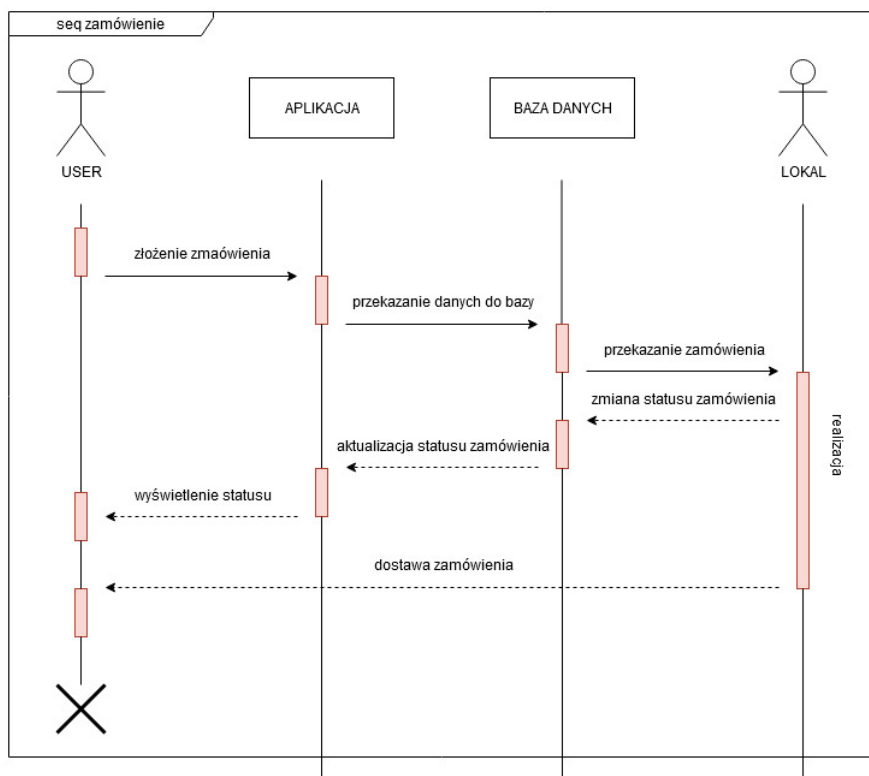 seq zamówienie
USER
APLIKACJA
BAZA DANYCH
LOKAL
złożenie zmaówienia
przekazanie danych do bazy
przekazanie zamówienia
zmiana statusu zamówienia
realizacja
aktualizacja statusu zamówienia
wyświetlenie statusu
dostawa zamówienia